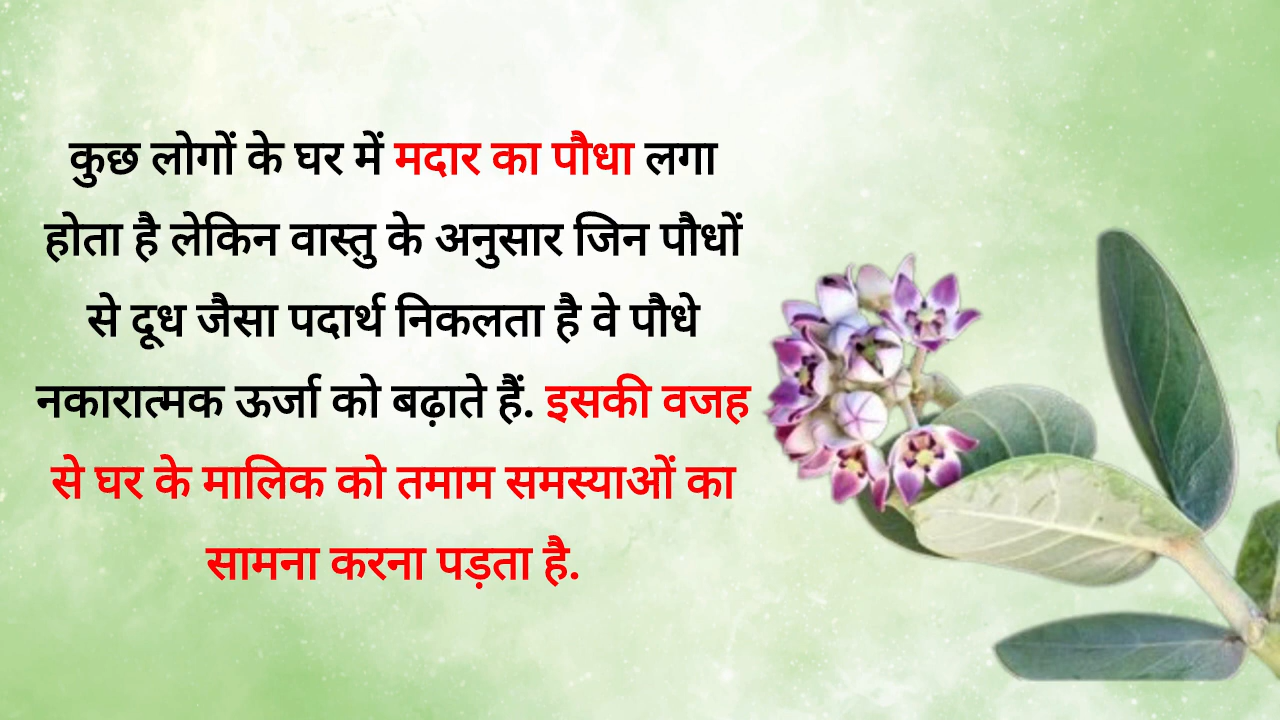 कुछ लोगों के घर में मदार का पौधा लगा
होता है लेकिन वास्तु के अनुसार जिन पौधों
से दूध जैसा पदार्थ निकलता है वे पौधे
नकारात्मक ऊर्जा को बढ़ाते हैं. इसकी वजह
से घर के मालिक को तमाम समस्याओं का
सामना करना पड़ता है.